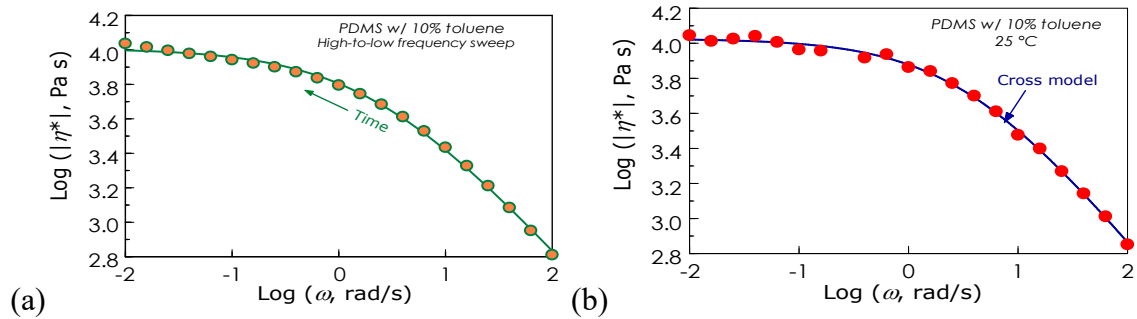 PDMS w/ 10% toluene
High-to-low frequency sweep
Time
Log (|η*|, Pa s)
4.2
4.0
3.8
3.6
3.4
3.2
3.0
2.8
-2
-1
0
1
2
Log (ω, rad/s)
(a)
PDMS w/ 10% toluene
25 °C
Cross model
Log (|η*|, Pa s)
4.2
4.0
3.8
3.6
3.4
3.2
3.0
2.8
-2
-1
0
1
2
Log (ω, rad/s)
(b)